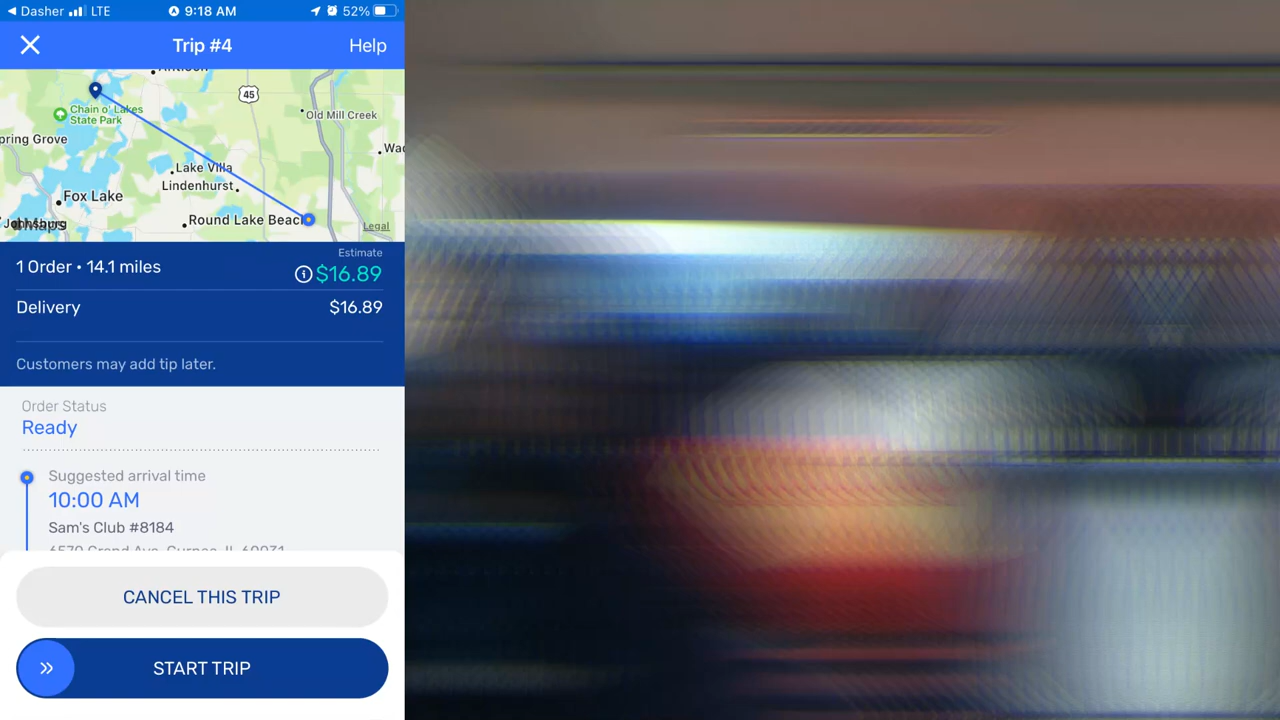 Dasher LTE 9:18 AM 52%
Trip #4 Help
45
Chain o' Lakes
State Park
Old Mill Creek
pring Grove
Lake Villa
Lindenhurst
Fox Lake
Round Lake Beac
Maps
Legal
Estimate
1 Order • 14.1 miles $16.89
Delivery $16.89
Customers may add tip later.
Order Status
Ready
Suggested arrival time
10:00 AM
Sam's Club #8184
CANCEL THIS TRIP
START TRIP